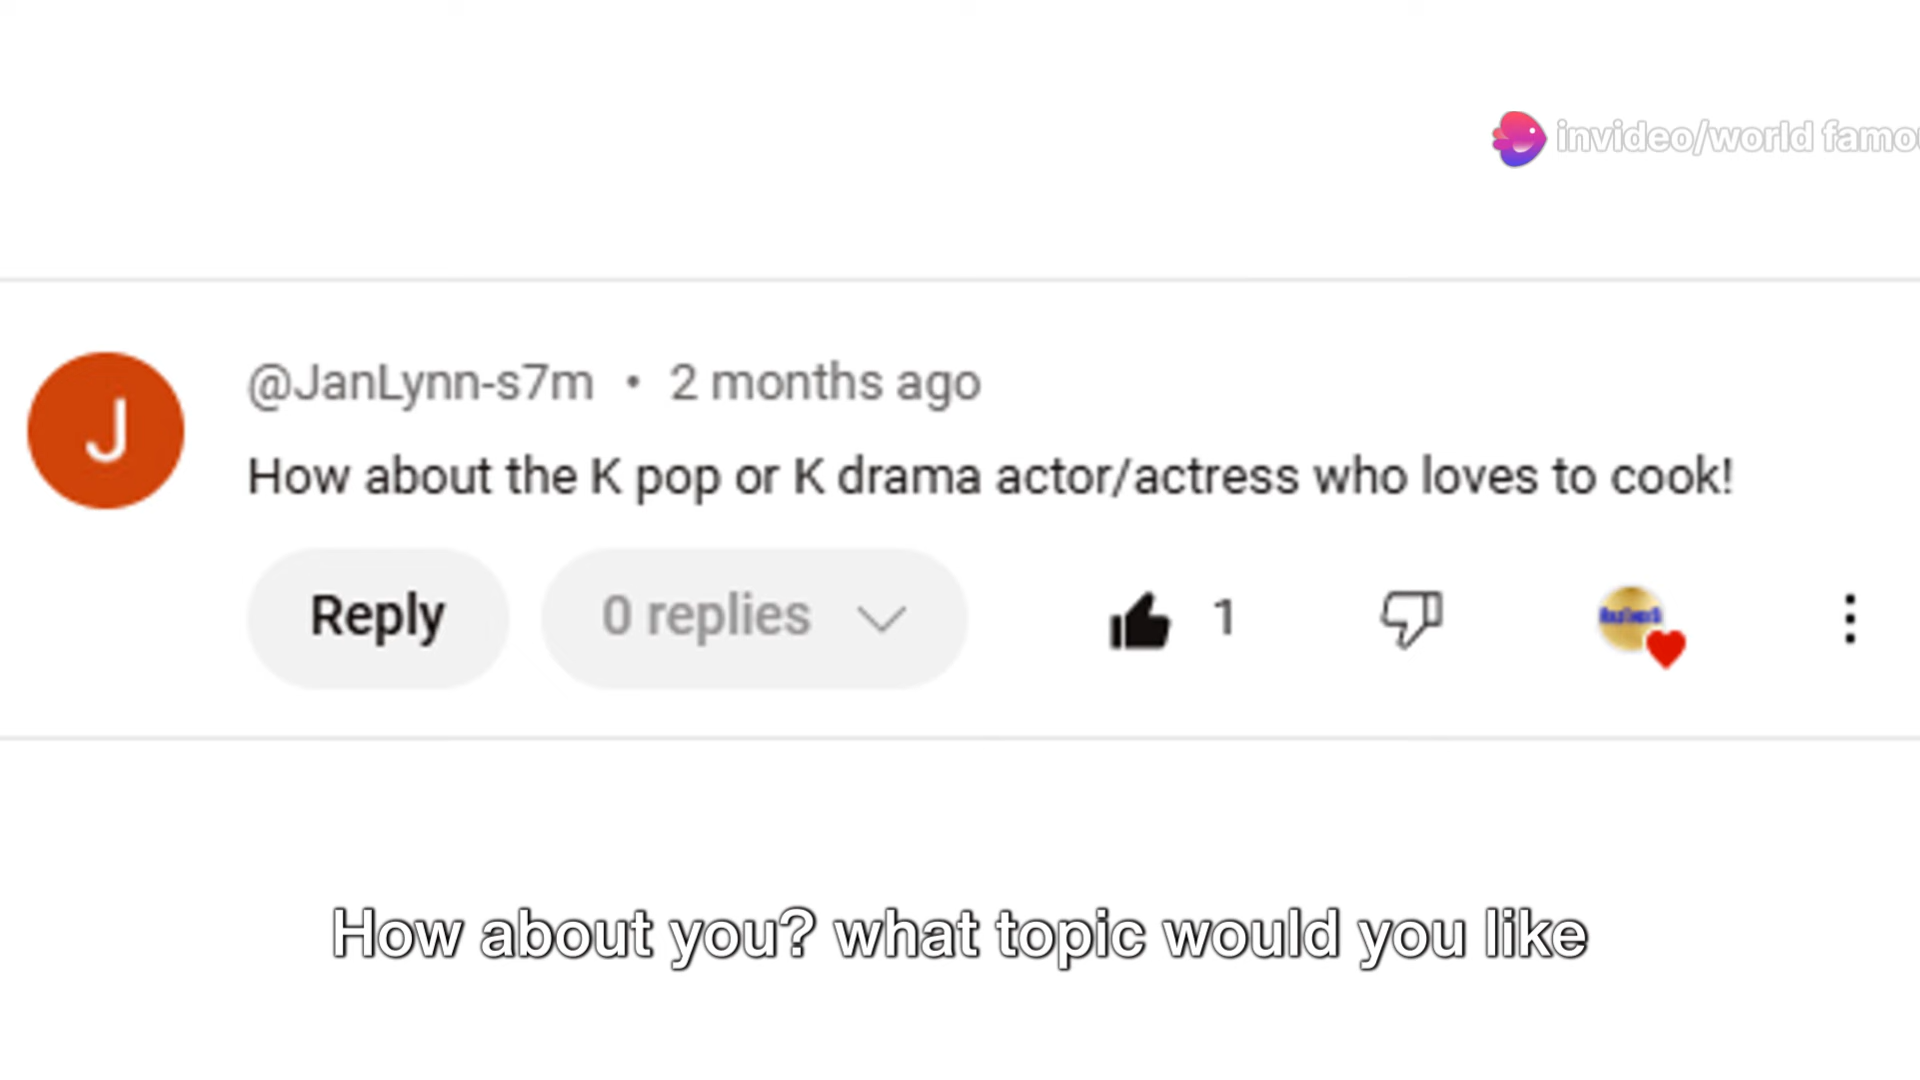 invideo/world famou
@JanLynn-s7m • 2 months ago
J
How about the K pop or K drama actor/actress who loves to cook!
Reply
0 replies
1
How about you? what topic would you like